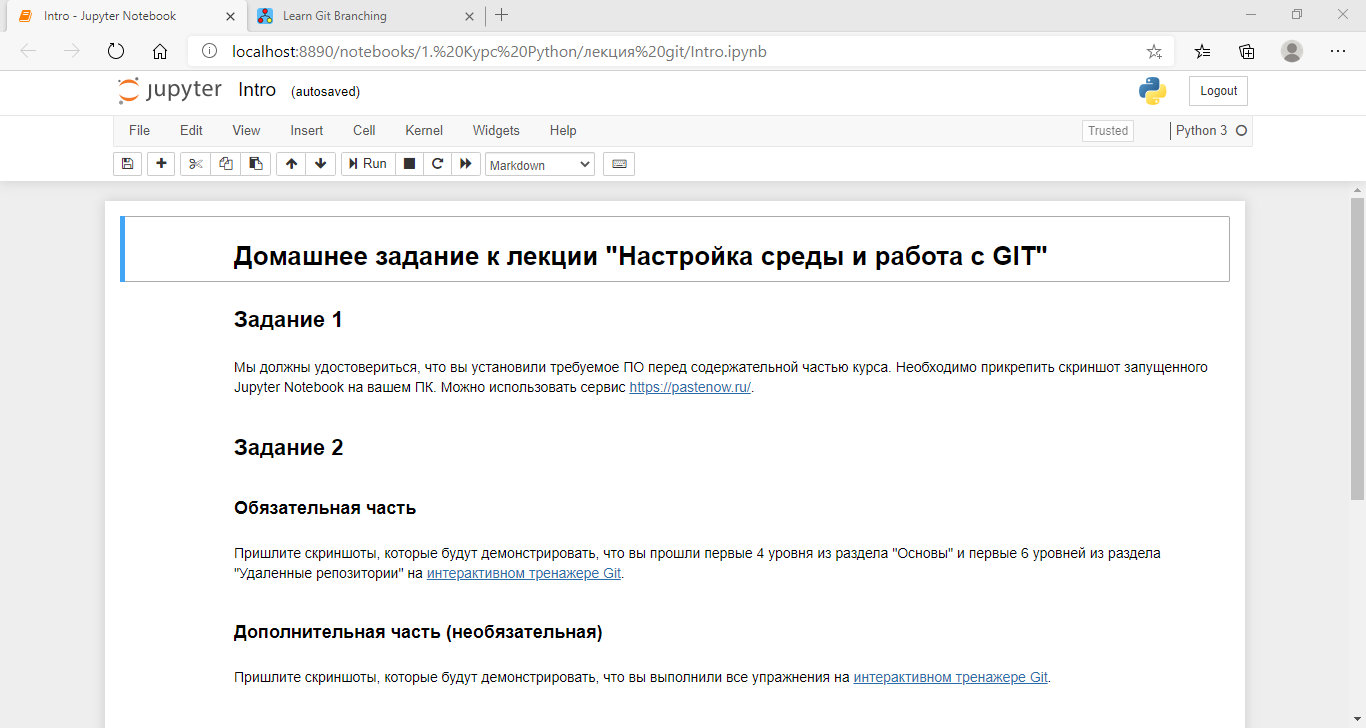 Intro - Jupyter Notebook
Learn Git Branching
localhost:8890/notebooks/1.%20Курс%20Python/лекция%20git/Intro.ipynb
jupyter Intro (autosaved)
Logout
File Edit View Insert Cell Kernel Widgets Help
Trusted
Python 3
Run
Markdown
Домашнее задание к лекции "Настройка среды и работа с GIT"
Задание 1
Мы должны удостовериться, что вы установили требуемое ПО перед содержательной частью курса. Необходимо прикрепить скриншот запущенного
Jupyter Notebook на вашем ПК. Можно использовать сервис https://pastenow.ru/.
Задание 2
Обязательная часть
Пришлите скриншоты, которые будут демонстрировать, что вы прошли первые 4 уровня из раздела "Основы" и первые 6 уровней из раздела
"Удаленные репозитории" на интерактивном тренажере Git.
Дополнительная часть (необязательная)
Пришлите скриншоты, которые будут демонстрировать, что вы выполнили все упражнения на интерактивном тренажере Git.